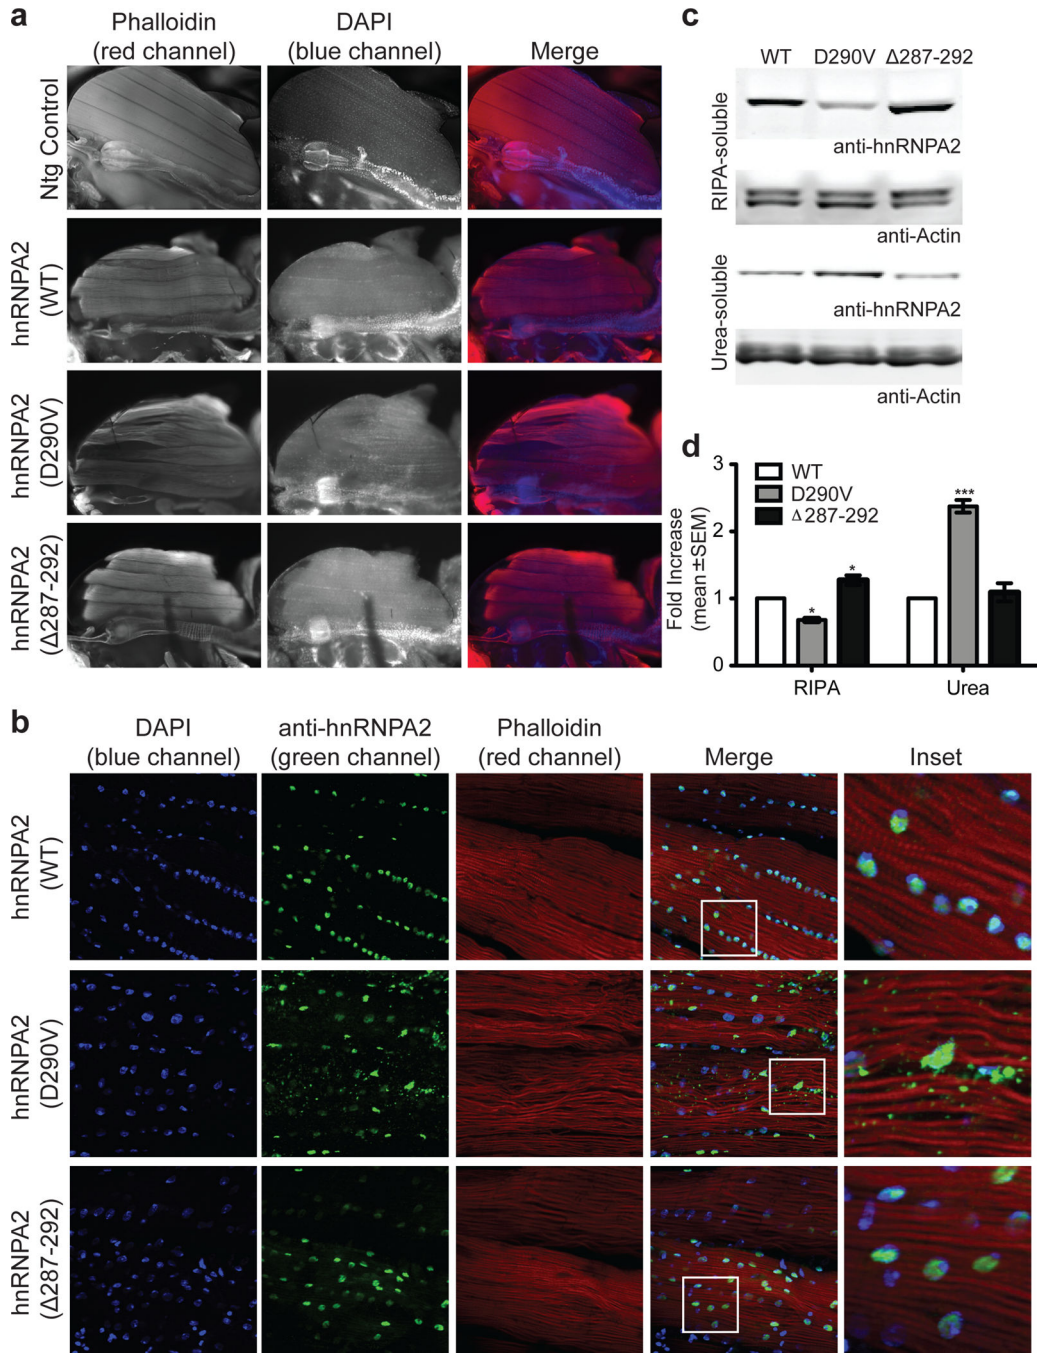 a
Phalloidin
(red channel)
DAPI
(blue channel)
Merge
Ntg Control
hnRNPA2
(WT)
hnRNPA2
(D290V)
hnRNPA2
(Δ287-292)
c
WT D290V Δ287-292
RIPA-soluble
anti-hnRNPA2
anti-Actin
Urea-soluble
anti-hnRNPA2
anti-Actin
d
WT
D290V
Δ287-292
Fold Increase
(mean ±SEM)
3
2
1
0
*
*
***
RIPA
Urea
b
DAPI
(blue channel)
anti-hnRNPA2
(green channel)
Phalloidin
(red channel)
Merge
Inset
hnRNPA2
(WT)
hnRNPA2
(D290V)
hnRNPA2
(Δ287-292)